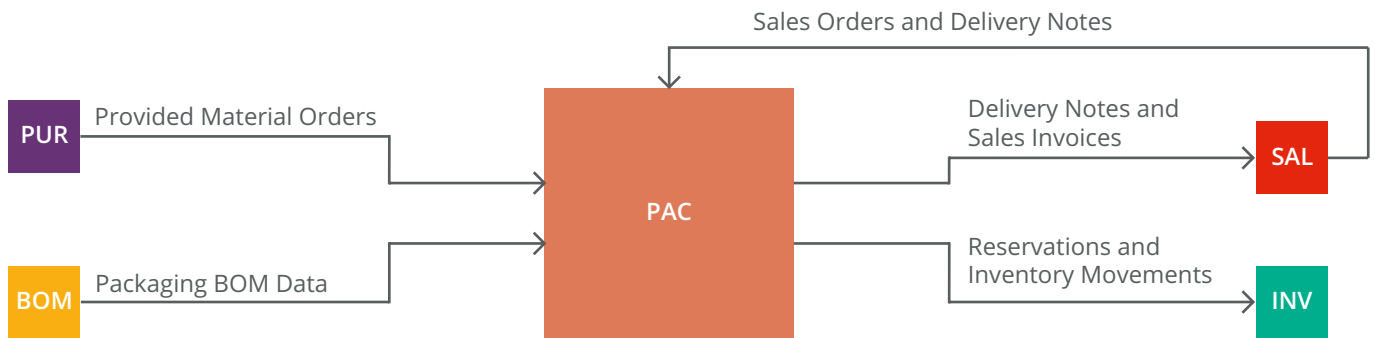 Sales Orders and Delivery Notes
PUR
Provided Material Orders
Delivery Notes and
Sales Invoices
SAL
PAC
BOM
Packaging BOM Data
Reservations and
Inventory Movements
INV